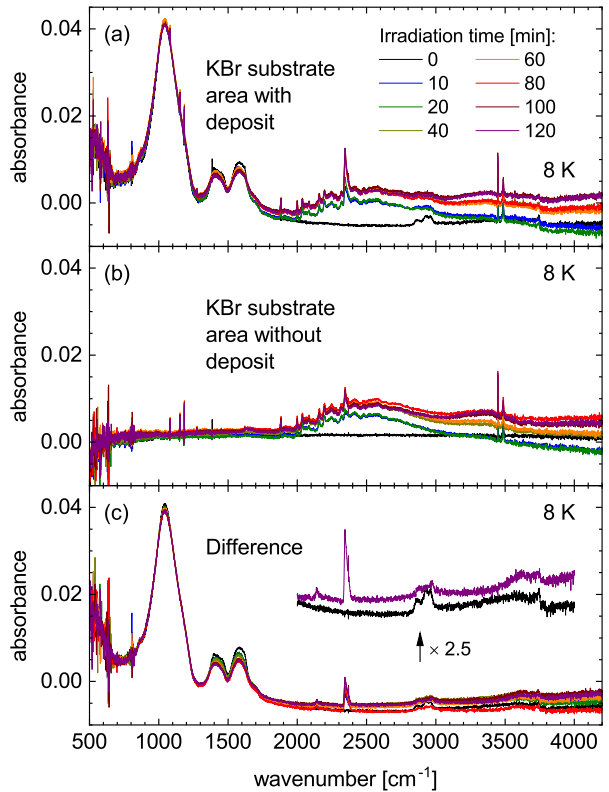 (a)
KBr substrate
area with
deposit
Irradiation time [min]:
0 60
10 80
20 100
40 120
8 K
0.04
0.02
0.00
absorbance
(b)
KBr substrate
area without
deposit
8 K
0.04
0.02
0.00
absorbance
(c)
Difference
8 K
× 2.5
0.04
0.02
0.00
absorbance
500 1000 1500 2000 2500 3000 3500 4000
wavenumber [cm⁻¹]